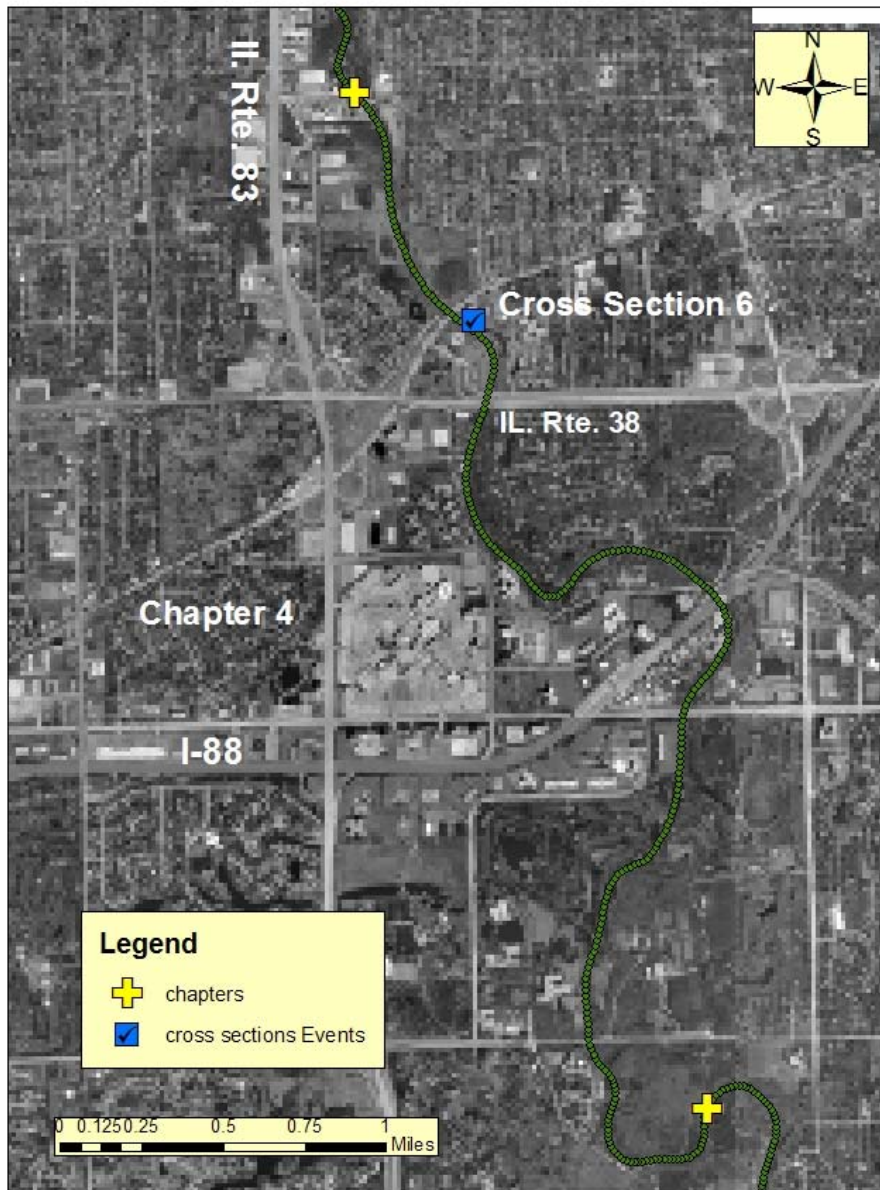 N
W E
S
Il. Rte. 83
Cross Section 6
IL. Rte. 38
Chapter 4
I-88
Legend
chapters
cross sections Events
0 0.125 0.25 0.5 0.75 1
Miles